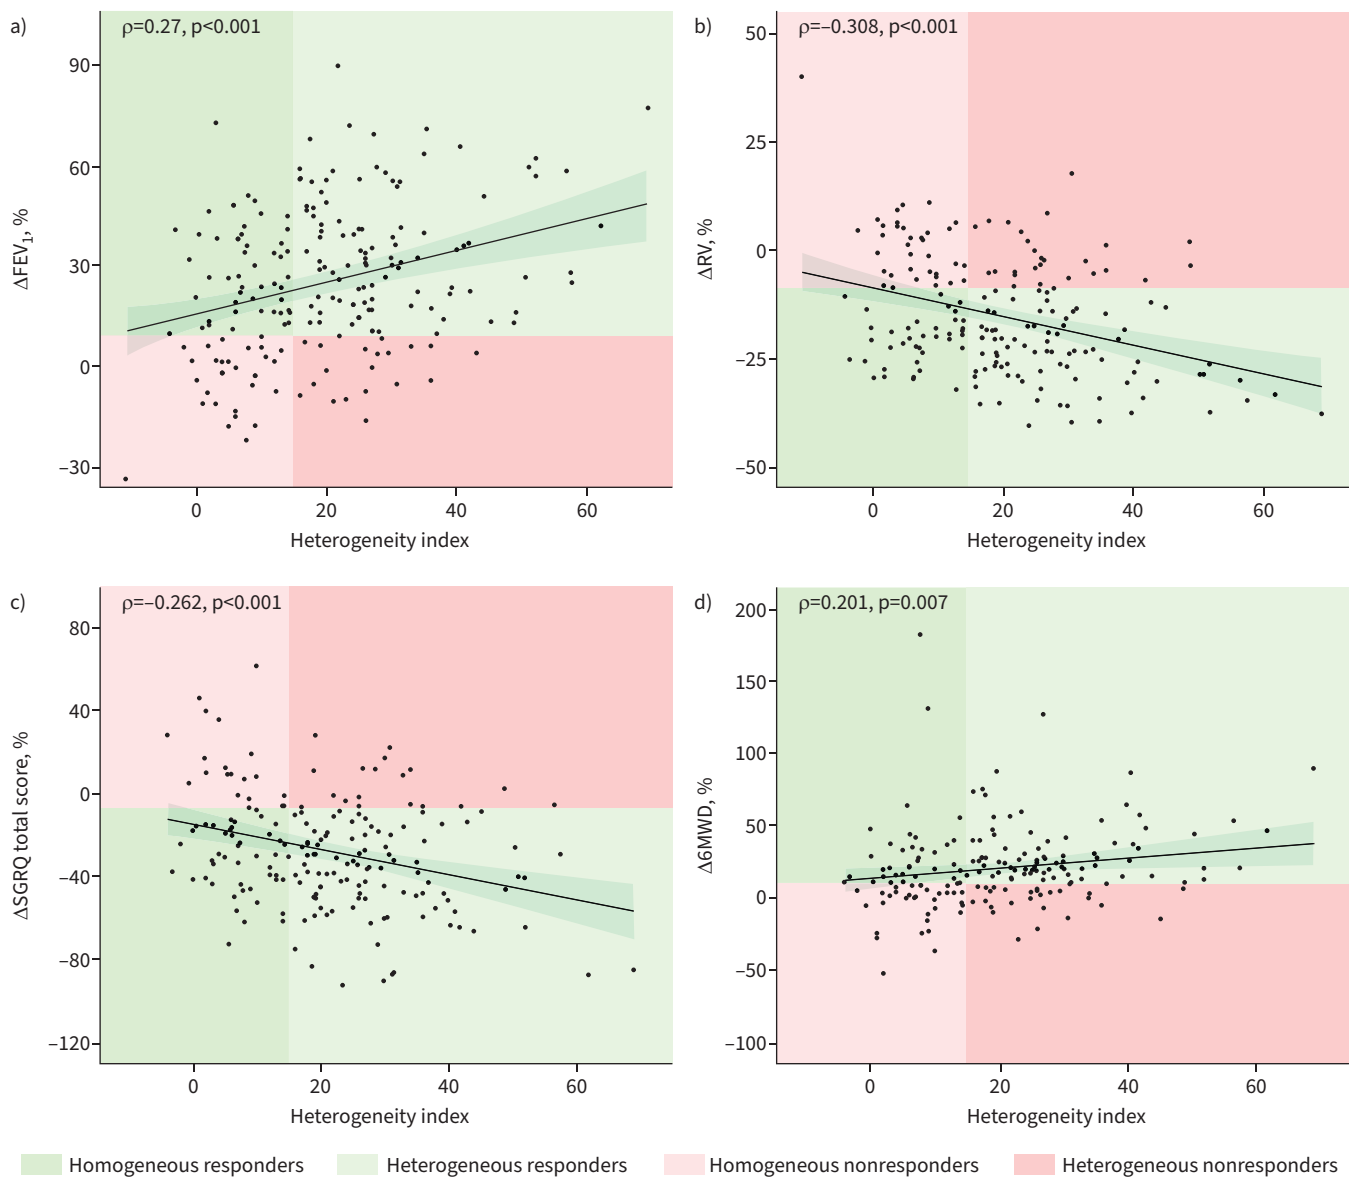 a)
ρ=0.27, p<0.001
90
60
30
0
–30
ΔFEV1, %
0 20 40 60
Heterogeneity index
b)
ρ=–0.308, p<0.001
50
25
0
–25
–50
ΔRV, %
0 20 40 60
Heterogeneity index
c)
ρ=–0.262, p<0.001
80
40
0
–40
–80
–120
ΔSGRQ total score, %
0 20 40 60
Heterogeneity index
d)
ρ=0.201, p=0.007
200
150
100
50
0
–50
–100
Δ6MWD, %
0 20 40 60
Heterogeneity index
Homogeneous responders Heterogeneous responders Homogeneous nonresponders Heterogeneous nonresponders